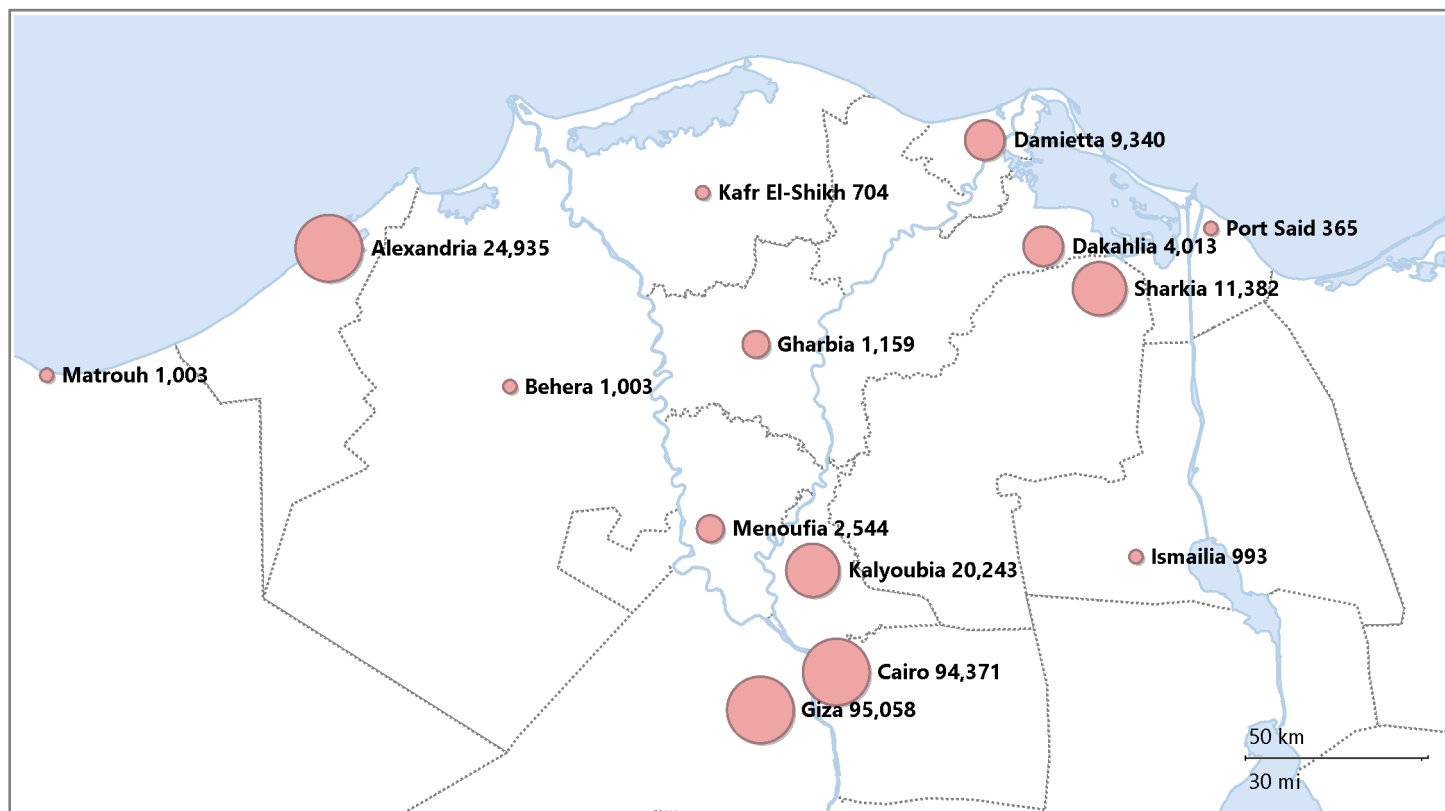 Damietta 9,340
Kafr El-Shikh 704
Port Said 365
Alexandria 24,935
Dakahlia 4,013
Sharkia 11,382
Gharbia 1,159
Matrouh 1,003
Behera 1,003
Menoufia 2,544
Ismailia 993
Kalyoubia 20,243
Cairo 94,371
Giza 95,058
50 km
30 mi